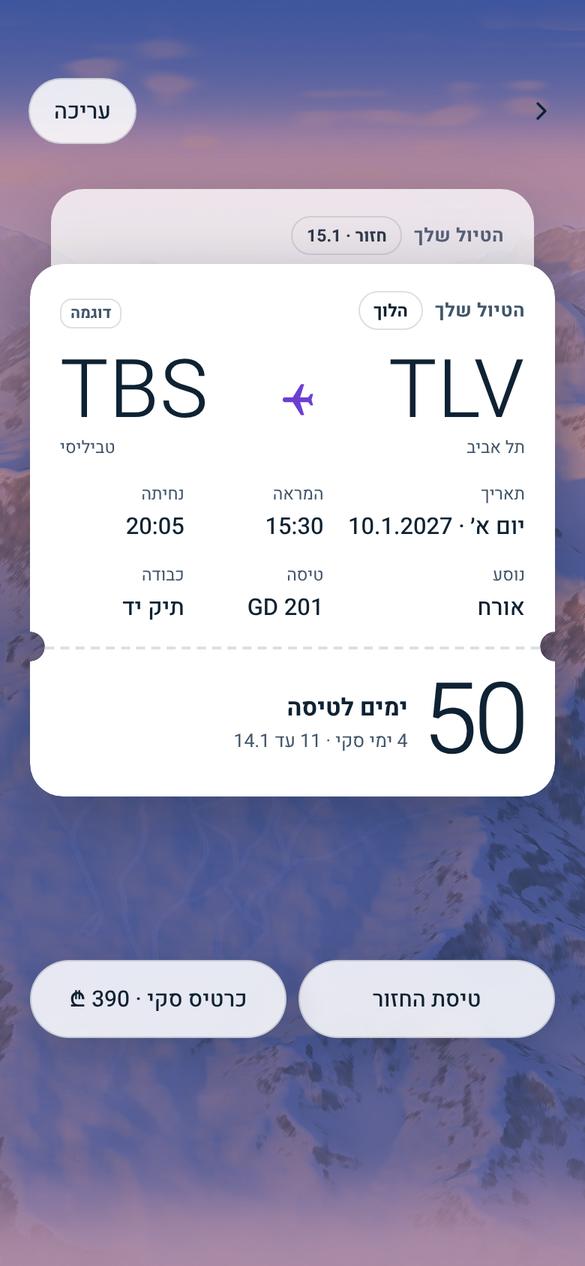 עריכה
הטיול שלך חזור · 15.1
הטיול שלך הלוך דוגמה
TLV TBS
תל אביב טביליסי
תאריך המראה נחיתה
יום א׳ · 10.1.2027 15:30 20:05
נוסע טיסה כבודה
אורח GD 201 תיק יד
50 ימים לטיסה
4 ימי סקי · 11 עד 14.1
טיסת החזור כרטיס סקי · 390 ₾